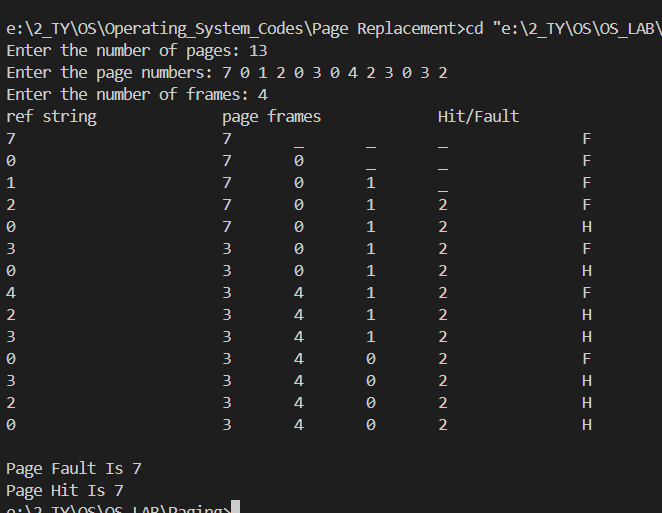 e:\2_TY\OS\Operating_System_Codes\Page Replacement>cd "e:\2_TY\OS\OS_LAB\
Enter the number of pages: 13
Enter the page numbers: 7 0 1 2 0 3 0 4 2 3 0 3 2
Enter the number of frames: 4
ref string page frames Hit/Fault
7 7 _ _ _ F
0 7 0 _ _ F
1 7 0 1 _ F
2 7 0 1 2 F
0 7 0 1 2 H
3 3 0 1 2 F
0 3 0 1 2 H
4 3 4 1 2 F
2 3 4 1 2 H
3 3 4 1 2 H
0 3 4 0 2 F
3 3 4 0 2 H
2 3 4 0 2 H
0 3 4 0 2 H
Page Fault Is 7
Page Hit Is 7
e:\2_TY\OS\OS_LAB\Paging>